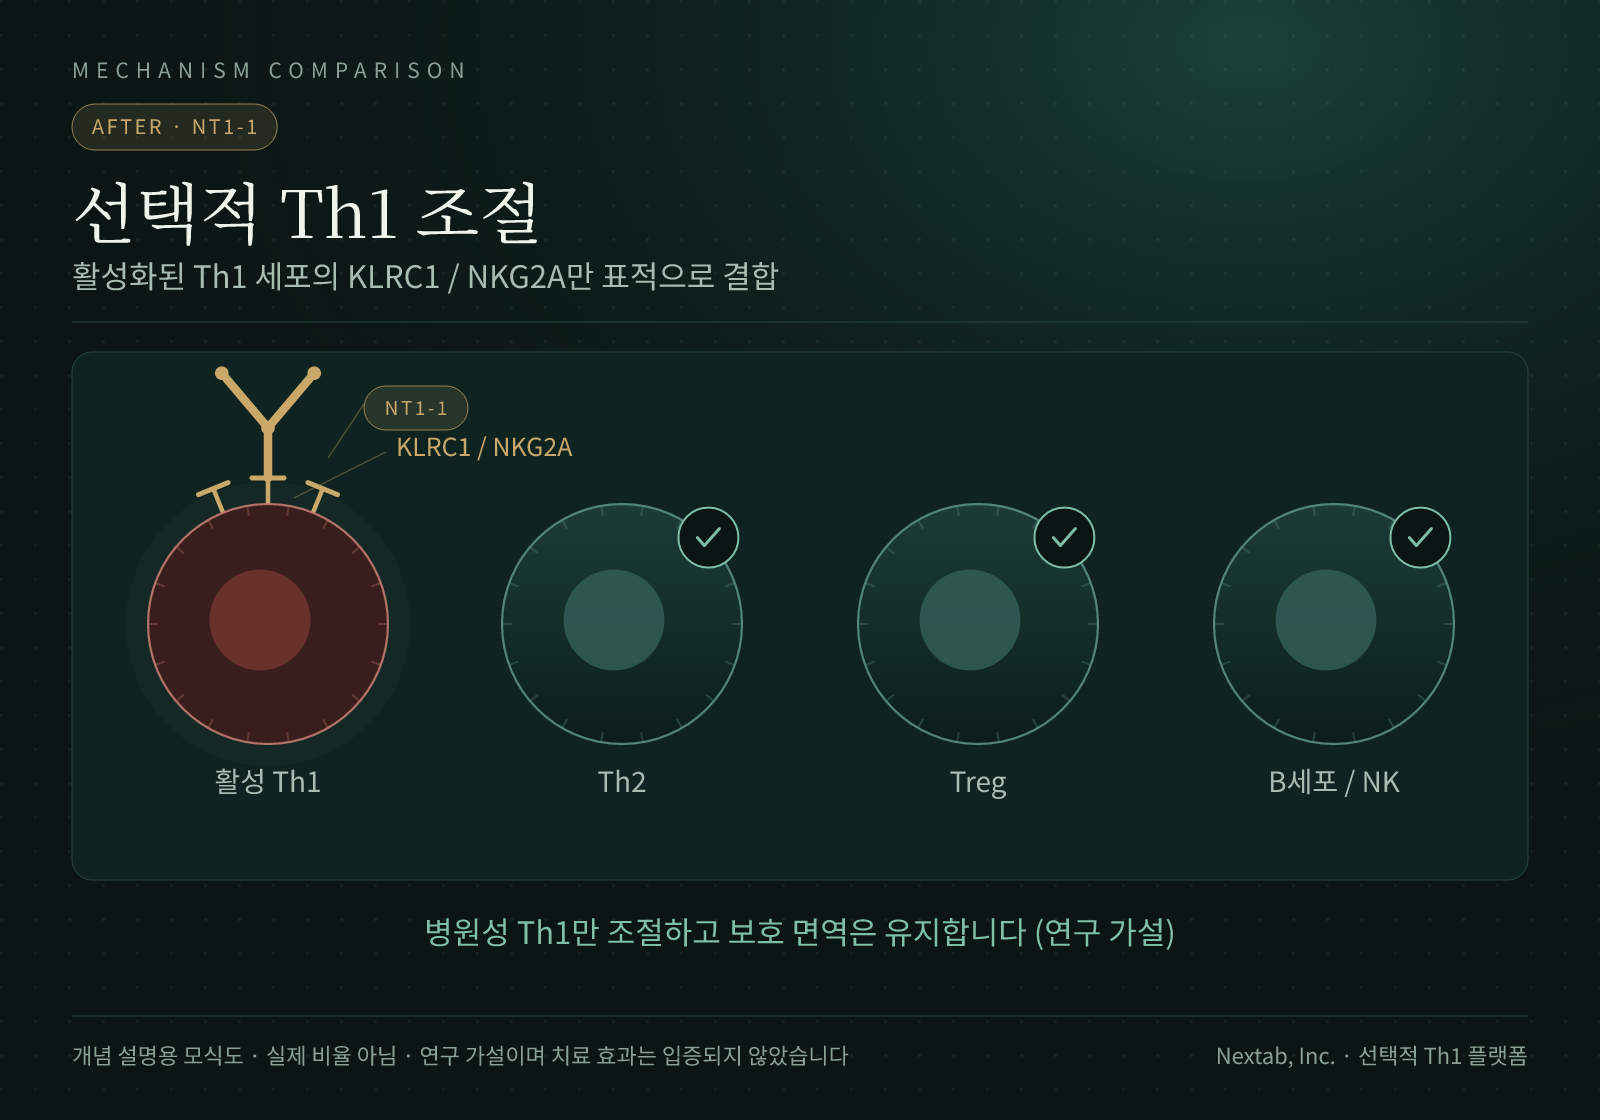 MECHANISM COMPARISON
AFTER · NT1-1
선택적 Th1 조절
활성화된 Th1 세포의 KLRC1 / NKG2A만 표적으로 결합
NT1-1
KLRC1 / NKG2A
활성 Th1
Th2
Treg
B세포 / NK
병원성 Th1만 조절하고 보호 면역은 유지합니다 (연구 가설)
개념 설명용 모식도 · 실제 비율 아님 · 연구 가설이며 치료 효과는 입증되지 않았습니다
Nextab, Inc. · 선택적 Th1 플랫폼